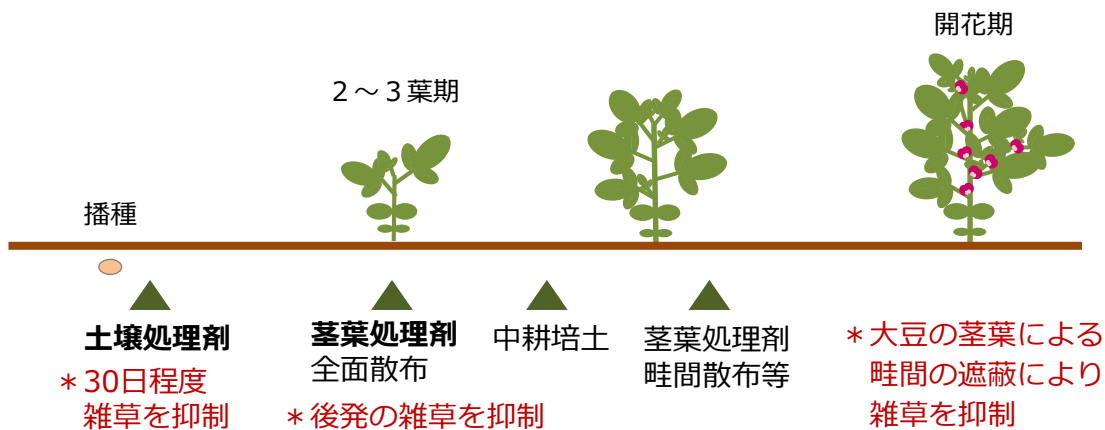 開花期
２～３葉期
播種
土壌処理剤
＊30日程度
雑草を抑制
茎葉処理剤
全面散布
＊後発の雑草を抑制
中耕培土
茎葉処理剤
畦間散布等
＊大豆の茎葉による
畦間の遮蔽により
雑草を抑制